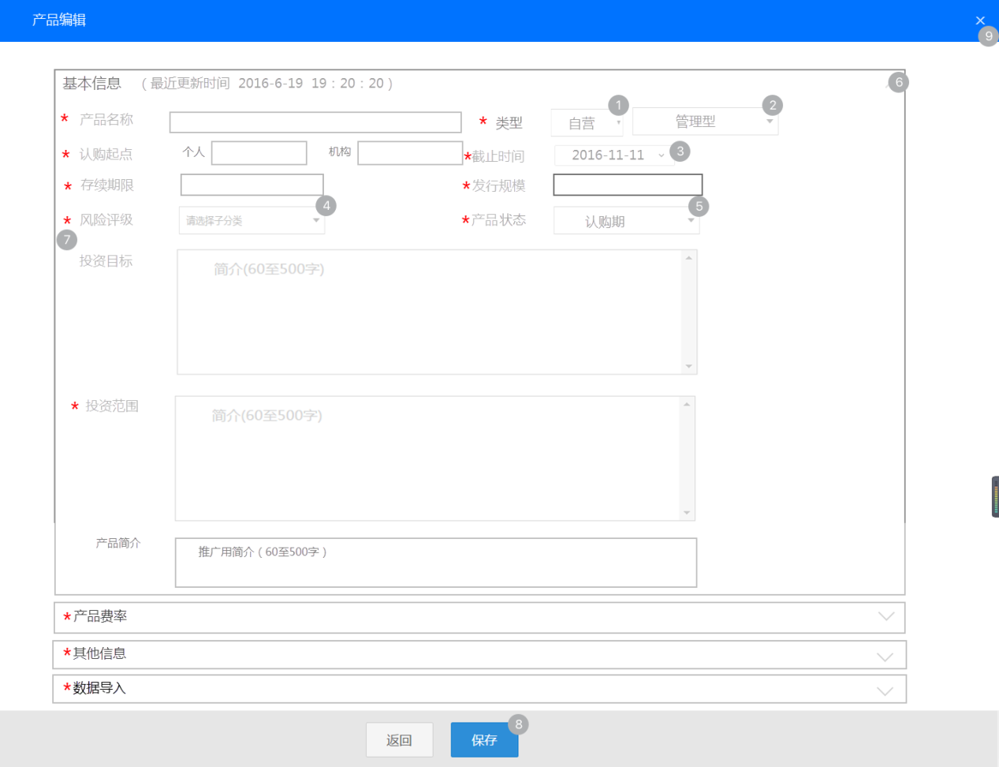 产品编辑 ×
9
基本信息 （最近更新时间 2016-6-19 19：20：20） 6
* 产品名称 * 类型 自营 1 管理型 2
* 认购起点 个人 机构 *截止时间 2016-11-11 3
* 存续期限 *发行规模
* 风险评级 请选择子分类 4 *产品状态 认购期 5
7
投资目标 简介(60至500字)
* 投资范围 简介(60至500字)
产品简介 推广用简介（60至500字）
*产品费率
*其他信息
*数据导入
返回 保存 8